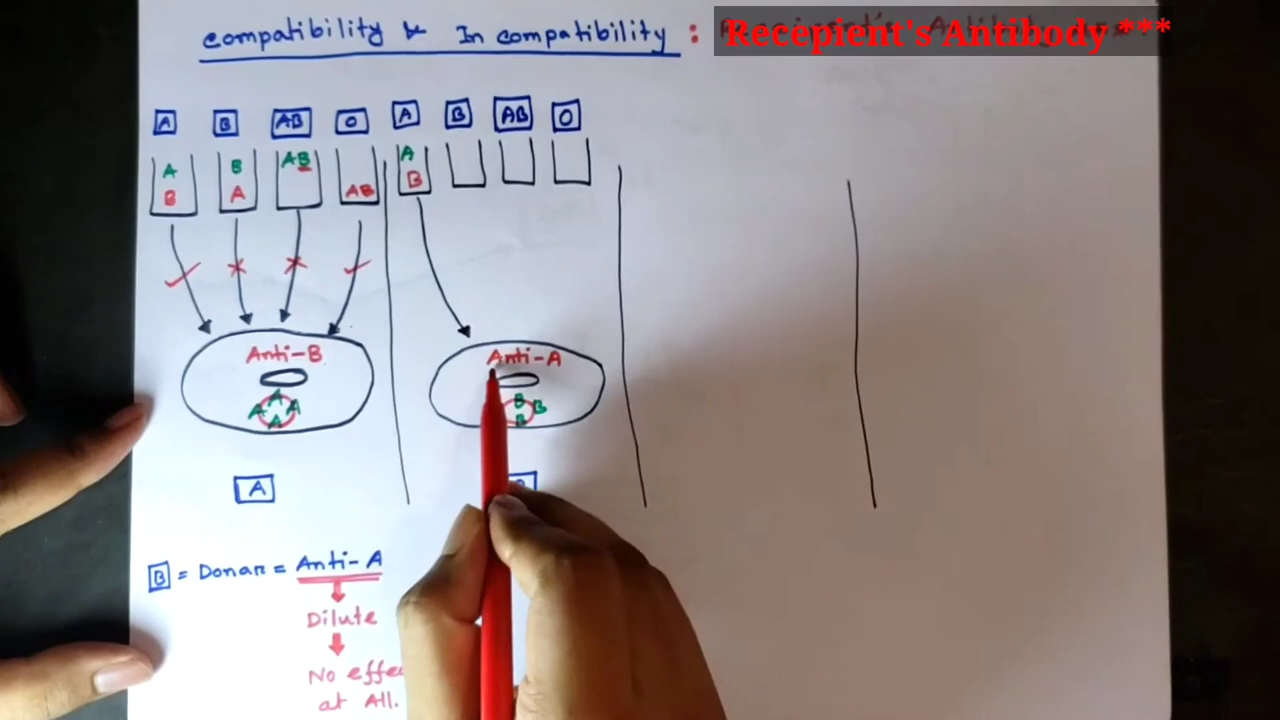 compatibility & In compatibility :
Recepient's Antibody ***
A B AB O A B AB O
A B AB A
B A AB B
Anti-B Anti-A
A B
A A A B B
A B
A
B = Donar = Anti-A
Dilute
No effe
at All.